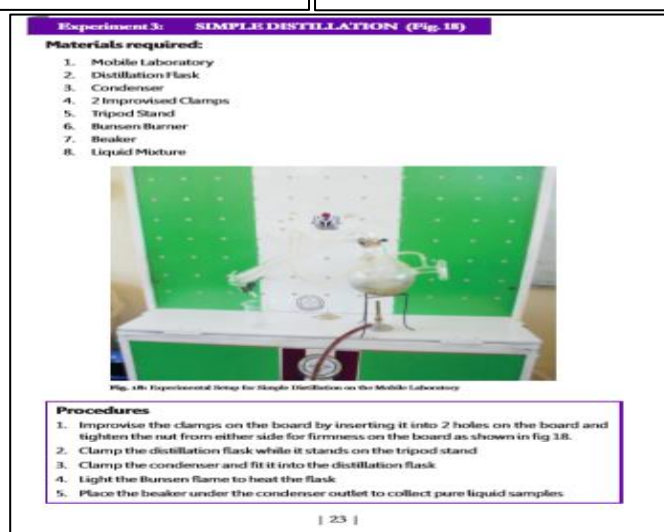 Experiment 3: SIMPLE DISTILLATION (Fig. 18)
Materials required:
1. Mobile Laboratory
2. Distillation Flask
3. Condenser
4. 2 Improvised Clamps
5. Tripod Stand
6. Bunsen Burner
7. Beaker
8. Liquid Mixture
Fig. 18: Experimental Setup for Simple Distillation on the Mobile Laboratory
Procedures
1. Improvise the clamps on the board by inserting it into 2 holes on the board and
tighten the nut from either side for firmness on the board as shown in fig 18.
2. Clamp the distillation flask while it stands on the tripod stand
3. Clamp the condenser and fit it into the distillation flask
4. Light the Bunsen flame to heat the flask
5. Place the beaker under the condenser outlet to collect pure liquid samples
| 23 |